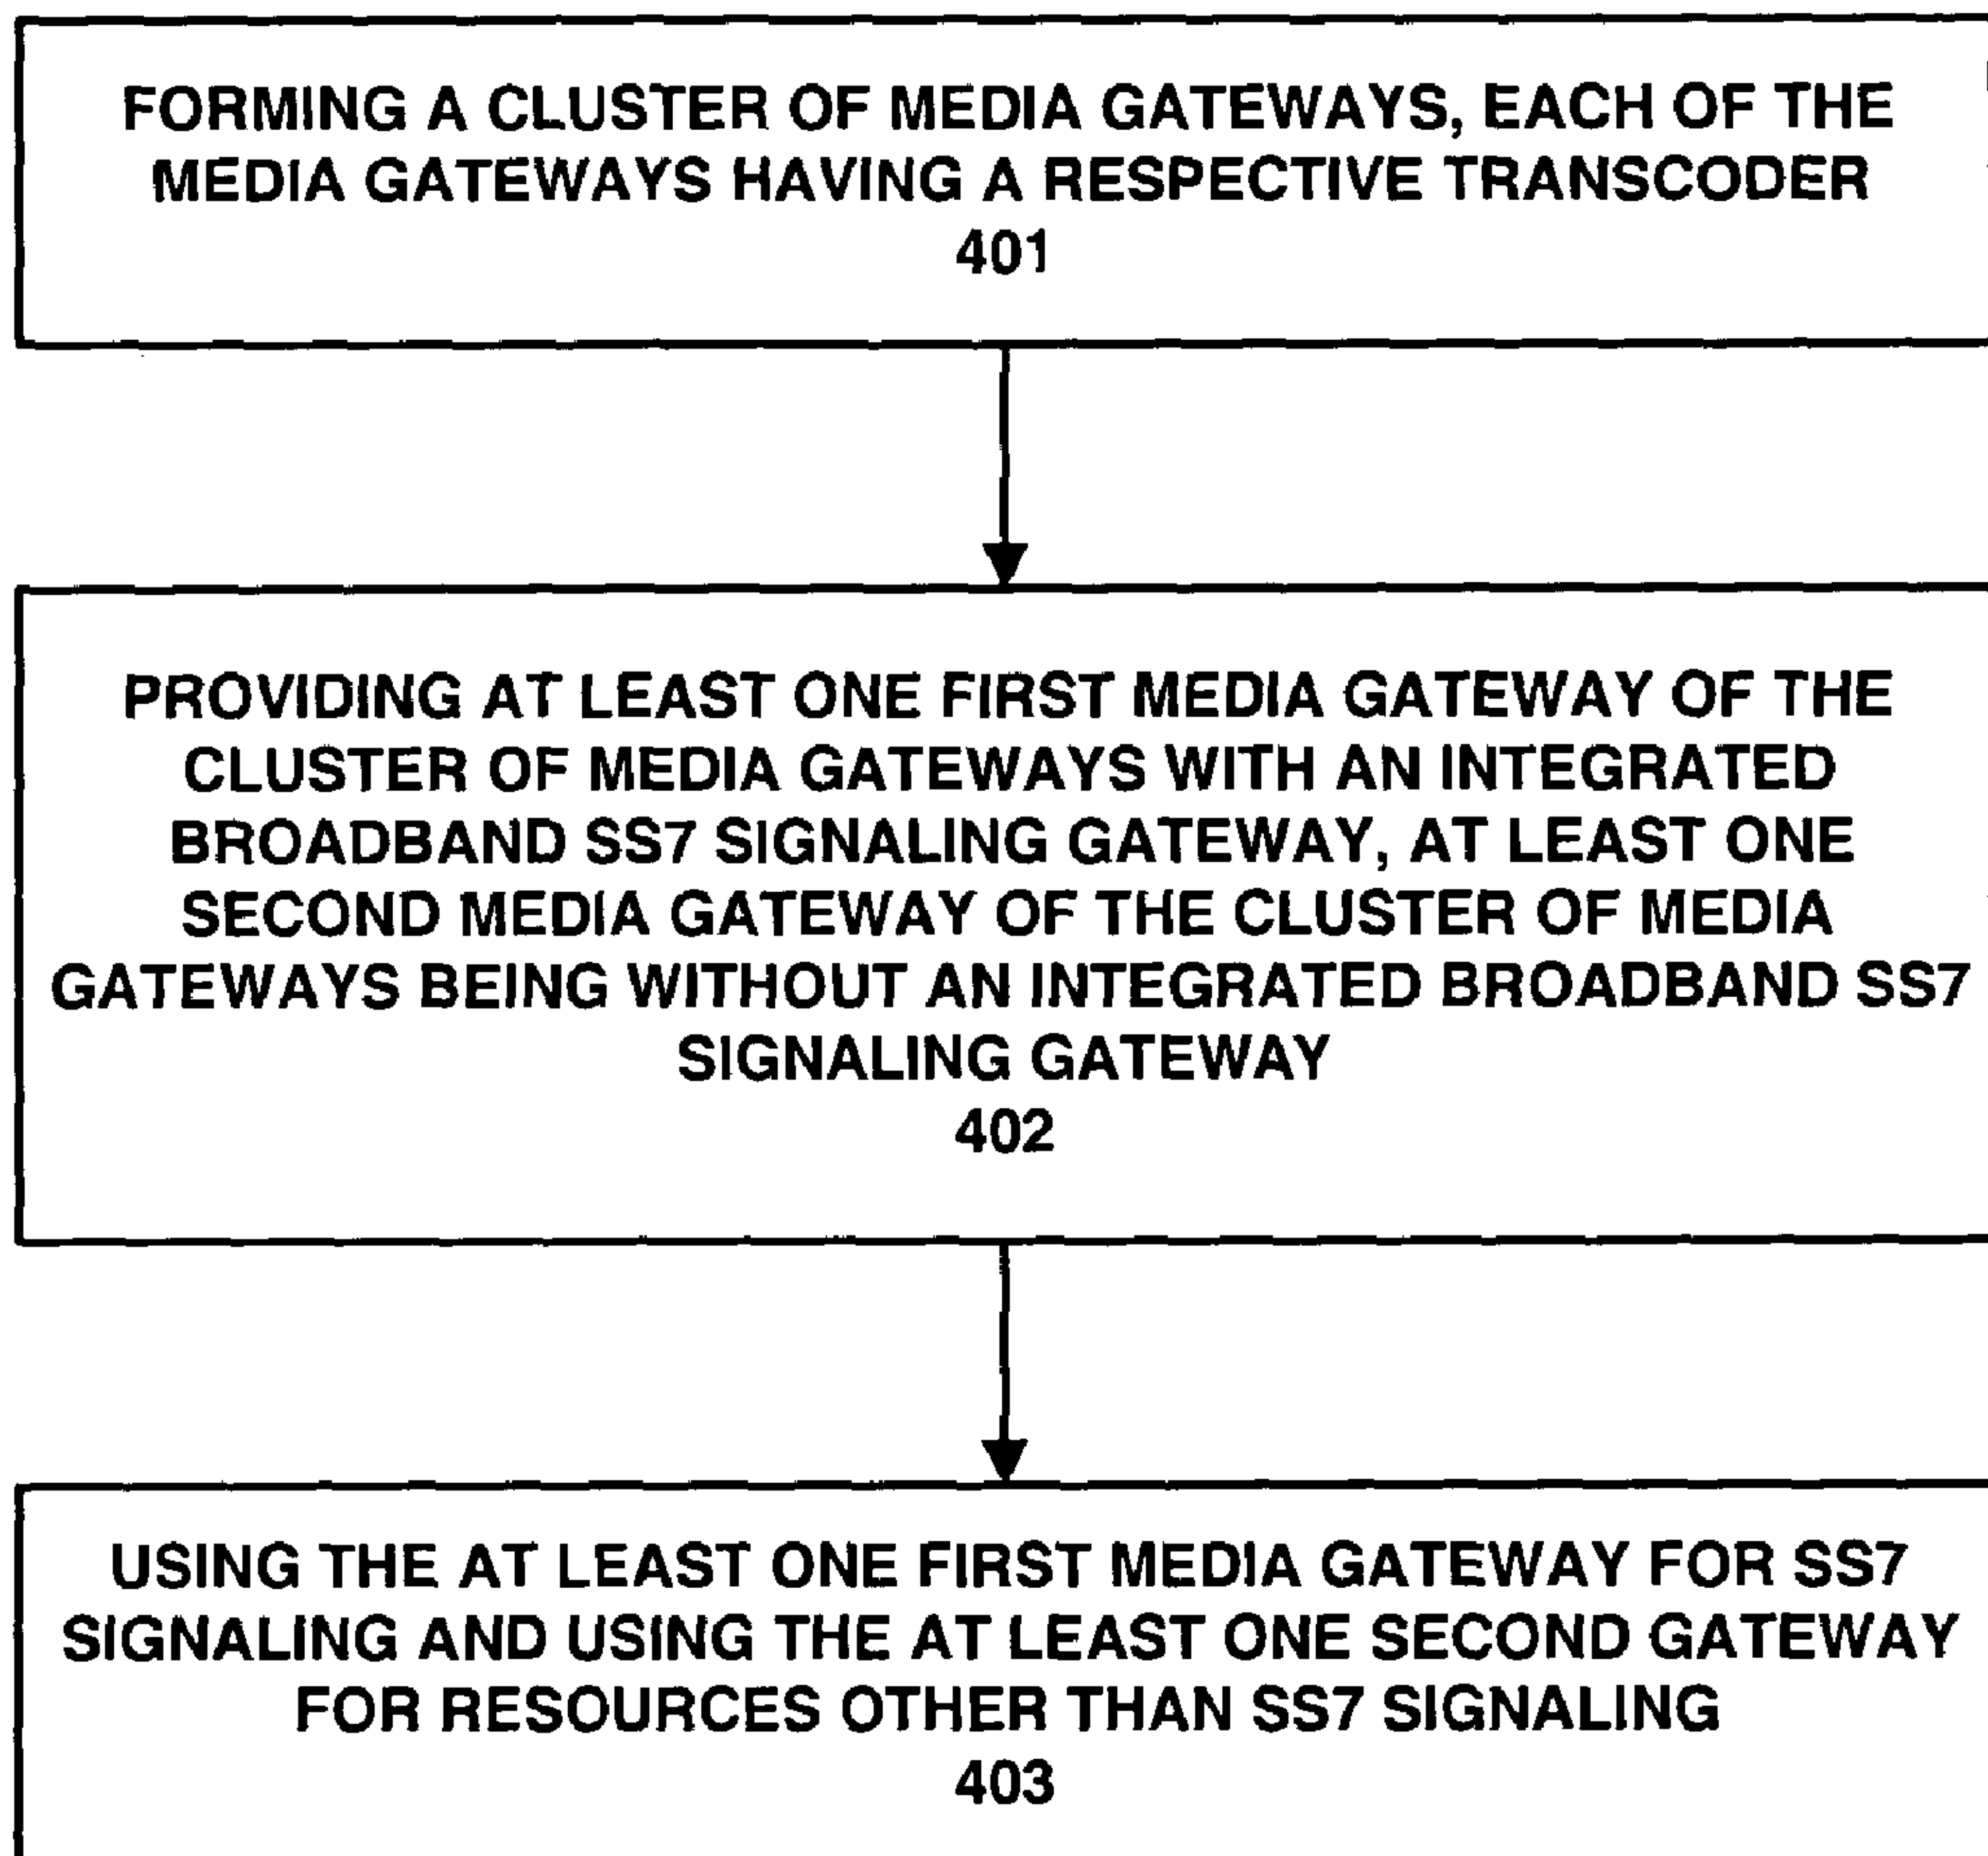 FORMING A CLUSTER OF MEDIA GATEWAYS, EACH OF THE
MEDIA GATEWAYS HAVING A RESPECTIVE TRANSCODER
401
PROVIDING AT LEAST ONE FIRST MEDIA GATEWAY OF THE
CLUSTER OF MEDIA GATEWAYS WITH AN INTEGRATED
BROADBAND SS7 SIGNALING GATEWAY, AT LEAST ONE
SECOND MEDIA GATEWAY OF THE CLUSTER OF MEDIA
GATEWAYS BEING WITHOUT AN INTEGRATED BROADBAND SS7
SIGNALING GATEWAY
402
USING THE AT LEAST ONE FIRST MEDIA GATEWAY FOR SS7
SIGNALING AND USING THE AT LEAST ONE SECOND GATEWAY
FOR RESOURCES OTHER THAN SS7 SIGNALING
403